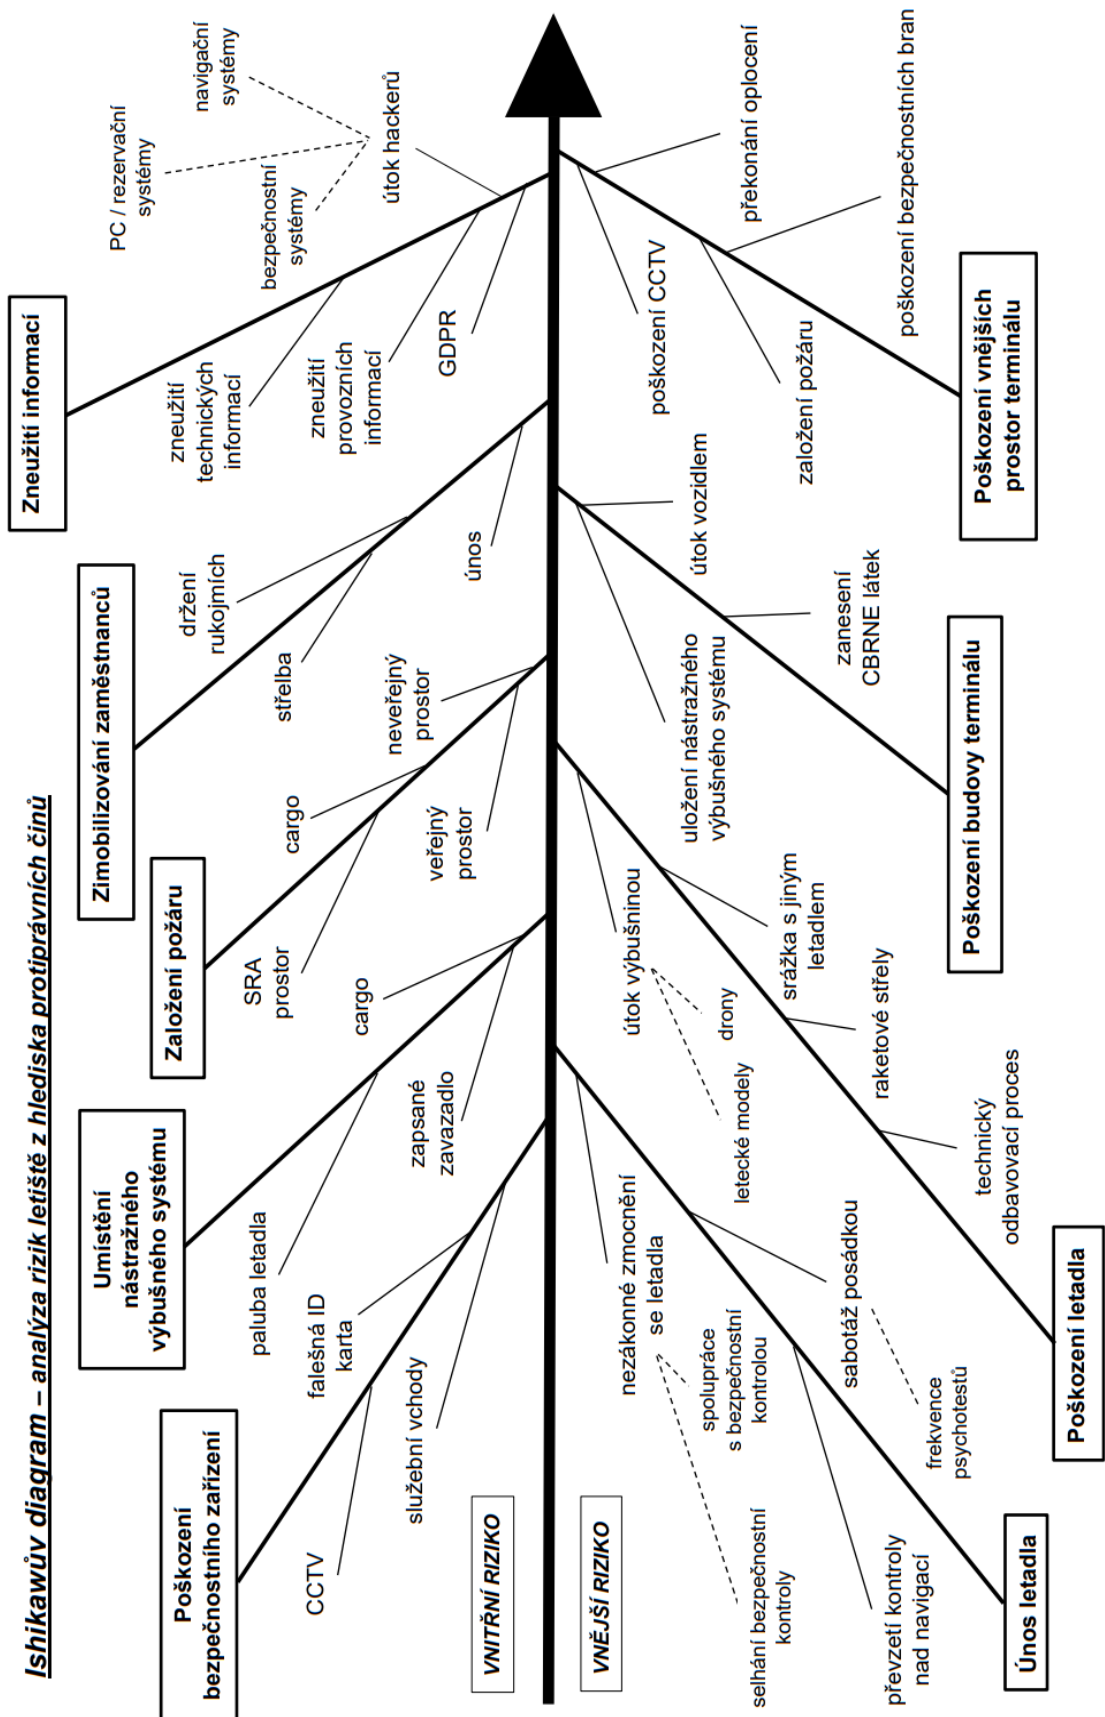 Ishikawův diagram – analýza rizik letiště z hlediska protiprávních činů
Poškození
bezpečnostního zařízení
CCTV
falešná ID
karta
služební vchody
Umístění
nástražného
výbušného systému
paluba letadla
zapsané
zavazadlo
cargo
Založení požáru
SRA
prostor
cargo
veřejný
prostor
neveřejný
prostor
Zimobilizování zaměstnanců
držení
rukojmích
střelba
únos
Zneužití informací
zneužití
technických
informací
zneužití
provozních
informací
GDPR
útok hackerů
PC / rezervační
systémy
bezpečnostní
systémy
navigační
systémy
VNITŘNÍ RIZIKO
VNĚJŠÍ RIZIKO
nezákonné zmocnění
se letadla
spolupráce
s bezpečnostní
kontrolou
selhání bezpečnostní
kontroly
sabotáž posádkou
frekvence
psychotestů
převzetí kontroly
nad navigací
Únos letadla
útok výbušninou
drony
letecké modely
srážka s jiným
letadlem
raketové střely
technický
odbavovací proces
Poškození letadla
uložení nástražného
výbušného systému
útok vozidlem
zanesení
CBRNE látek
Poškození budovy terminálu
poškození CCTV
překonání oplocení
založení požáru
poškození bezpečnostních bran
Poškození vnějších
prostor terminálu